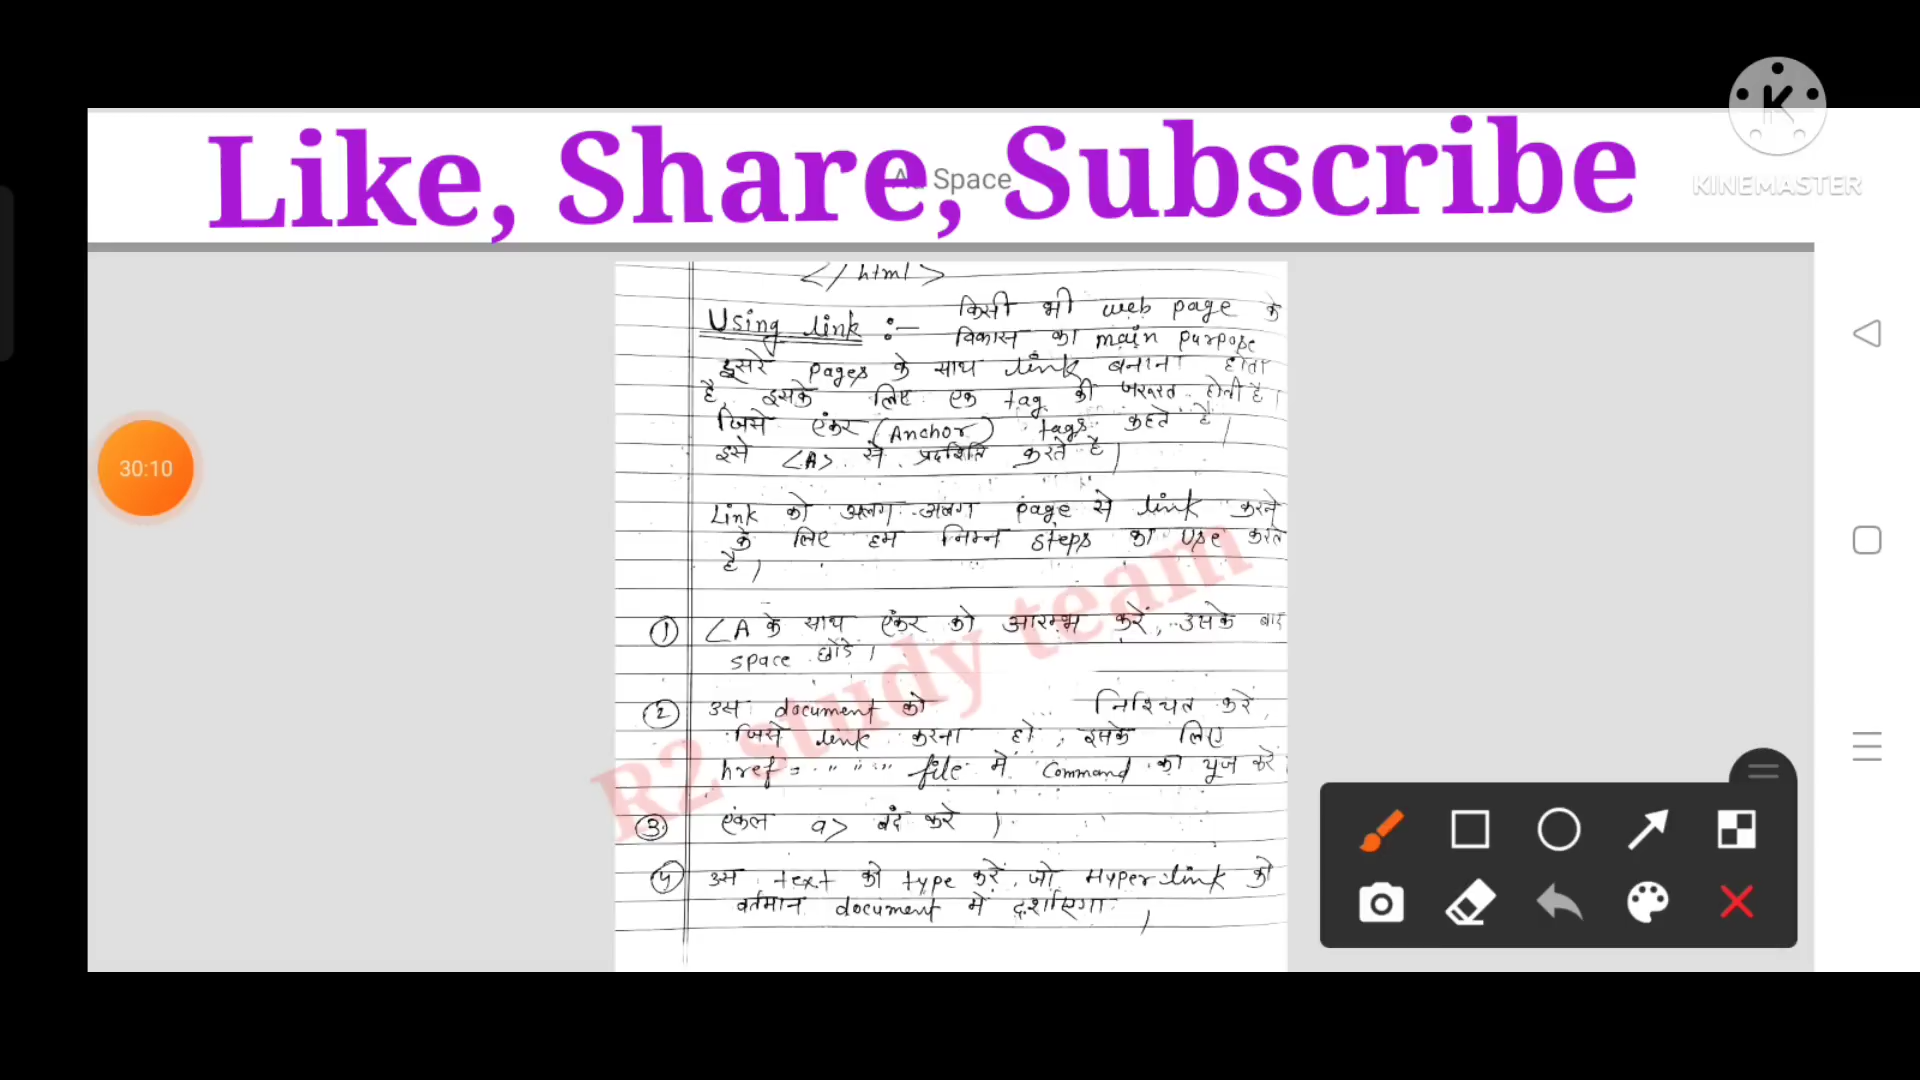 Like, Share, Subscribe
Ad Space
KINEMASTER
30:10
</html>
Using link :- किसी भी web page के
विकास का main purpose
दूसरे pages के साथ link बनाना होता
है, इसके लिए एक tag की जरूरत होती है।
जिसे एंकर (Anchor) tags कहते है।
इसे <A> से प्रदर्शित करते है।
Link को अलग अलग page से link करने
के लिए हम निम्न steps का use करते
है।
① <A के साथ एंकर को आरम्भ करें, उसके बाद
space छोडे।
② उस document को निश्चित करें,
जिसे link करना हो, इसके लिए
href = " " " " file में command का यूज करे
③ एंकल a> बंद करे।
④ उस text को type करें, जो Hyper link को
वर्तमान document में दर्शाएगा।
R2 study team